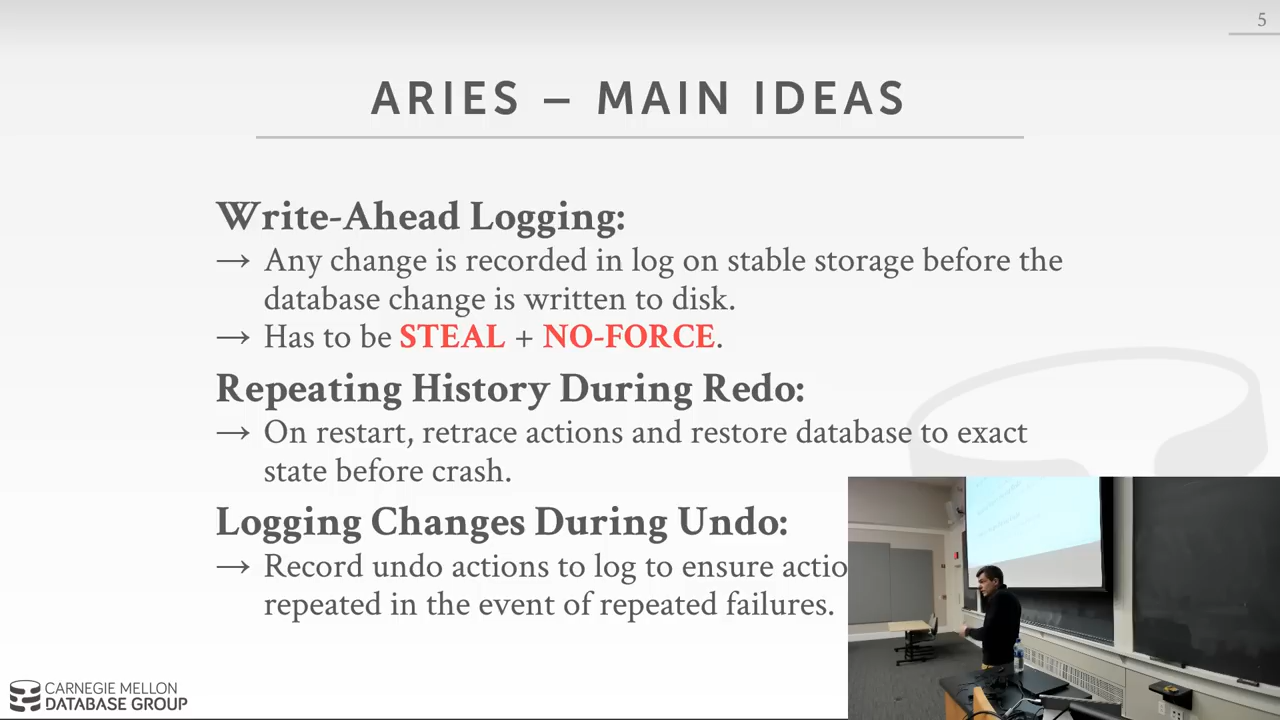 5
ARIES – MAIN IDEAS
Write-Ahead Logging:
→ Any change is recorded in log on stable storage before the
database change is written to disk.
→ Has to be STEAL + NO-FORCE.
Repeating History During Redo:
→ On restart, retrace actions and restore database to exact
state before crash.
Logging Changes During Undo:
→ Record undo actions to log to ensure actio
repeated in the event of repeated failures.
CARNEGIE MELLON
DATABASE GROUP